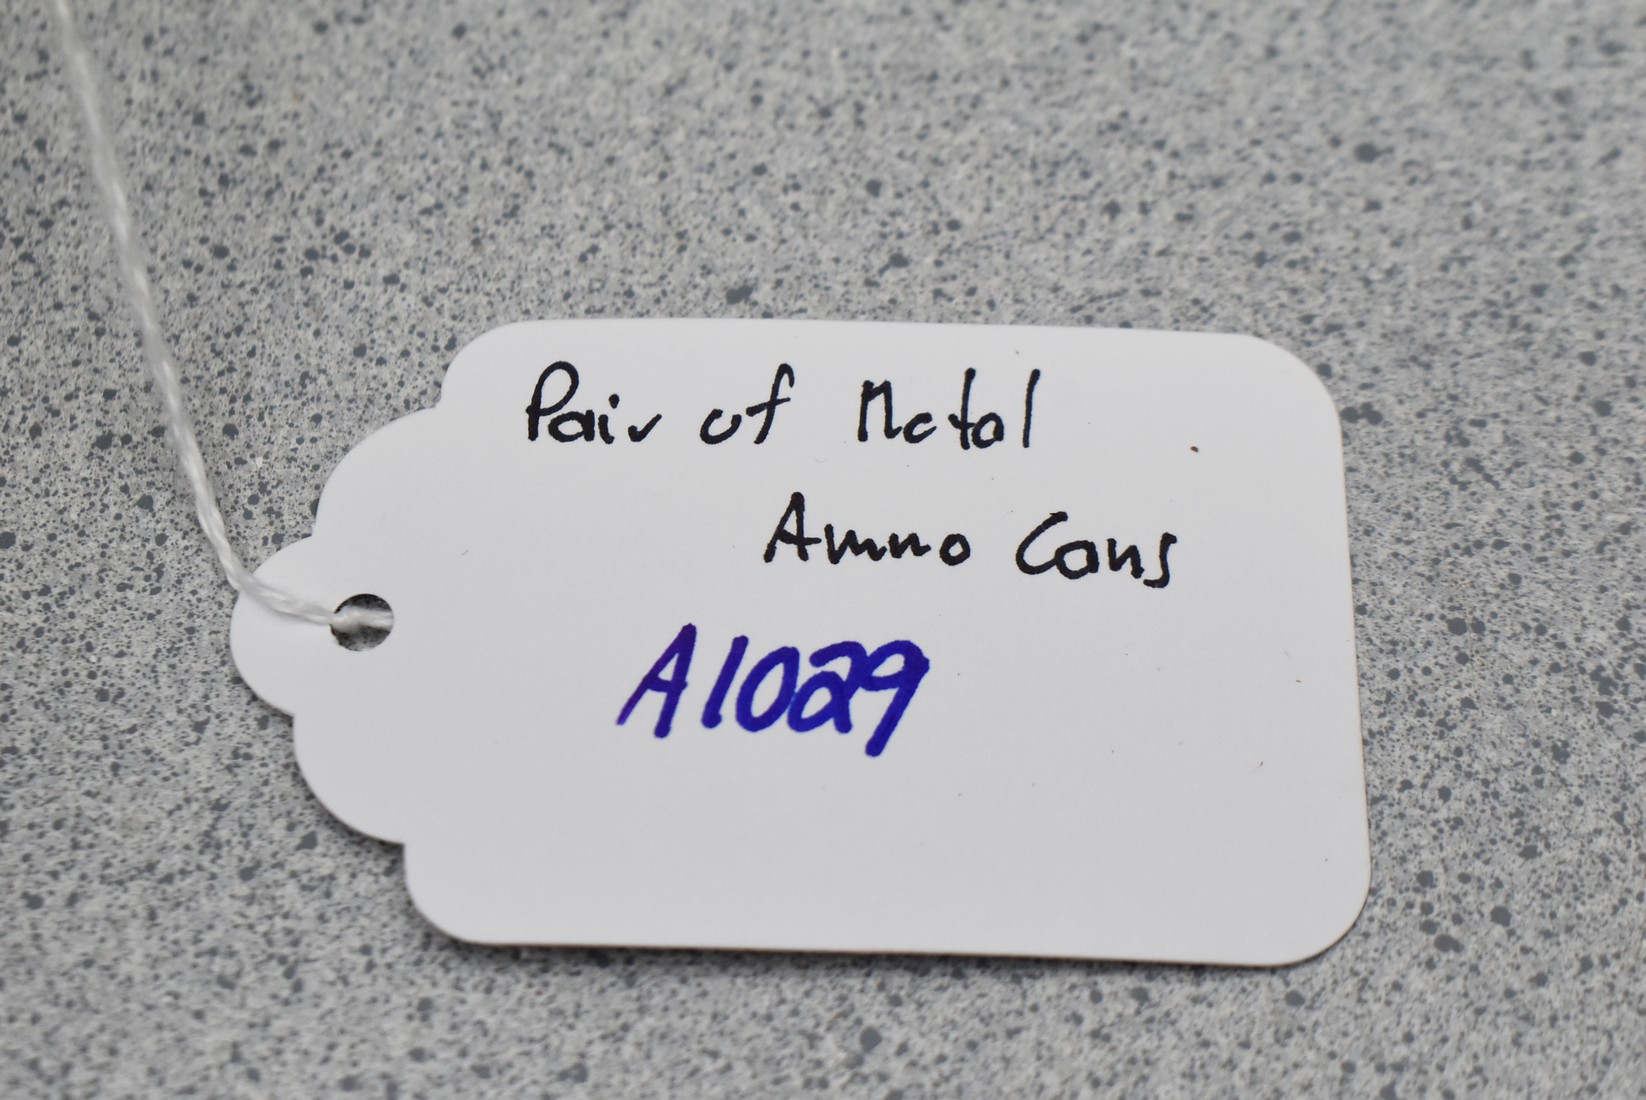 Pair of Metal
Ammo Cans
A1029